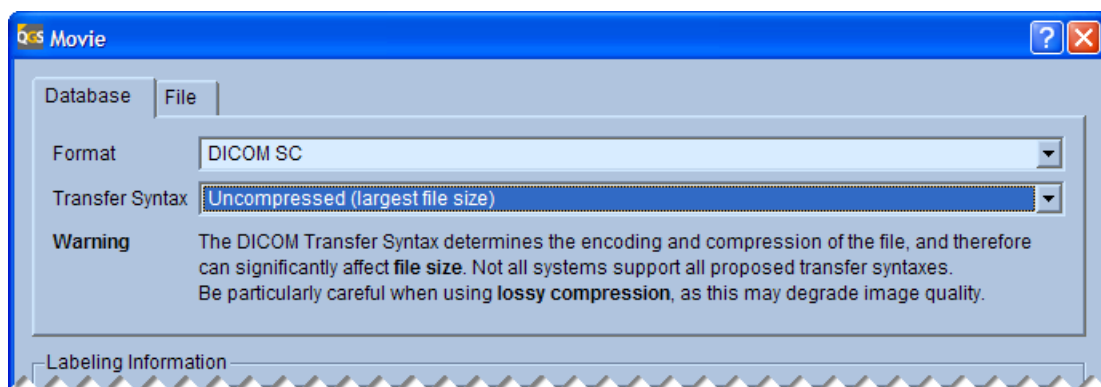 QGS Movie
Database File
Format DICOM SC
Transfer Syntax Uncompressed (largest file size)
Warning The DICOM Transfer Syntax determines the encoding and compression of the file, and therefore
can significantly affect file size. Not all systems support all proposed transfer syntaxes.
Be particularly careful when using lossy compression, as this may degrade image quality.
Labeling Information